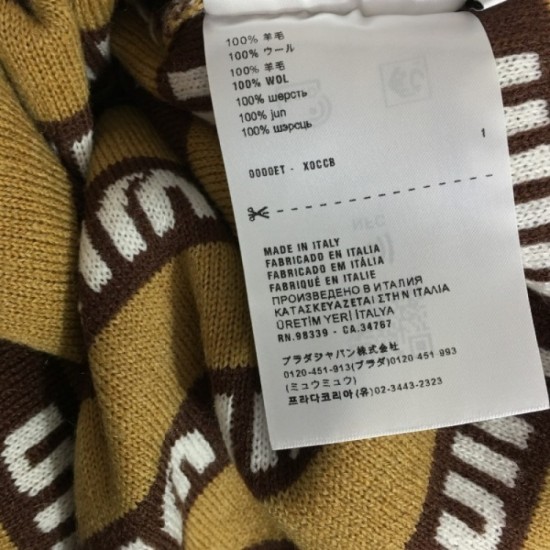 100% 羊毛
100% ウール
100% 羊毛
100% WOL
100% шерсть
100% jun
100% шэрсць
1
0000ET - XOCCB
MADE IN ITALY
FABRICADO EN ITALIA
FABRICADO EM ITÁLIA
FABRIQUÉ EN ITALIE
ПРОИЗВЕДЕНО В ИТАЛИЯ
ΚΑΤΑΣΚΕΥΑΖΕΤΑΙ ΣΤΗΝ ΙΤΑΛΙΑ
ÜRETİM YERİ İTALYA
RN.98339 - CA.34767
プラダジャパン株式会社
0120-451-913(プラダ)0120-451 993
(ミュウミュウ)
프라다코리아(유)02-3443-2323